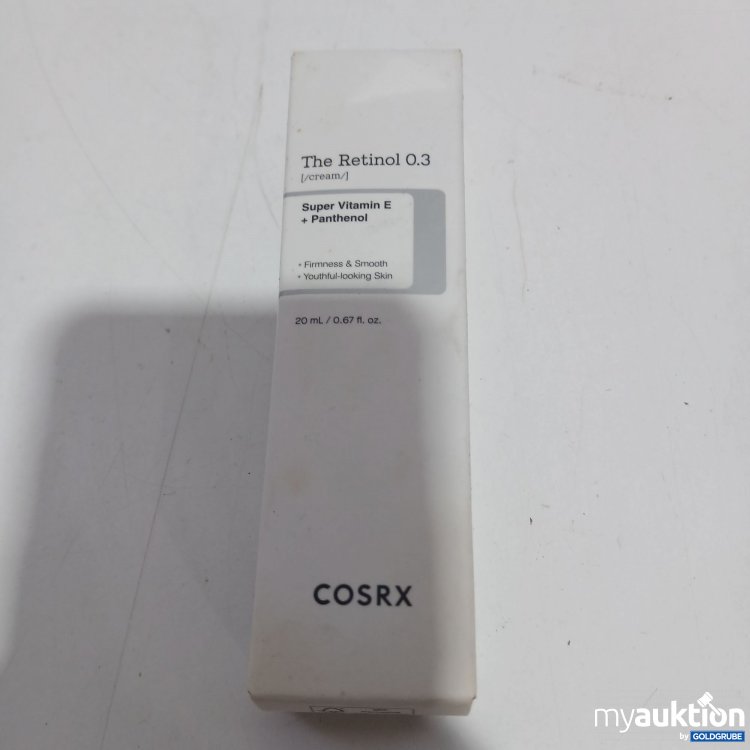 The Retinol 0.3
[/cream/]
Super Vitamin E
+ Panthenol
• Firmness & Smooth
• Youthful-looking Skin
20 mL / 0.67 fl. oz.
COSRX
myauktion
by GOLDGRUBE